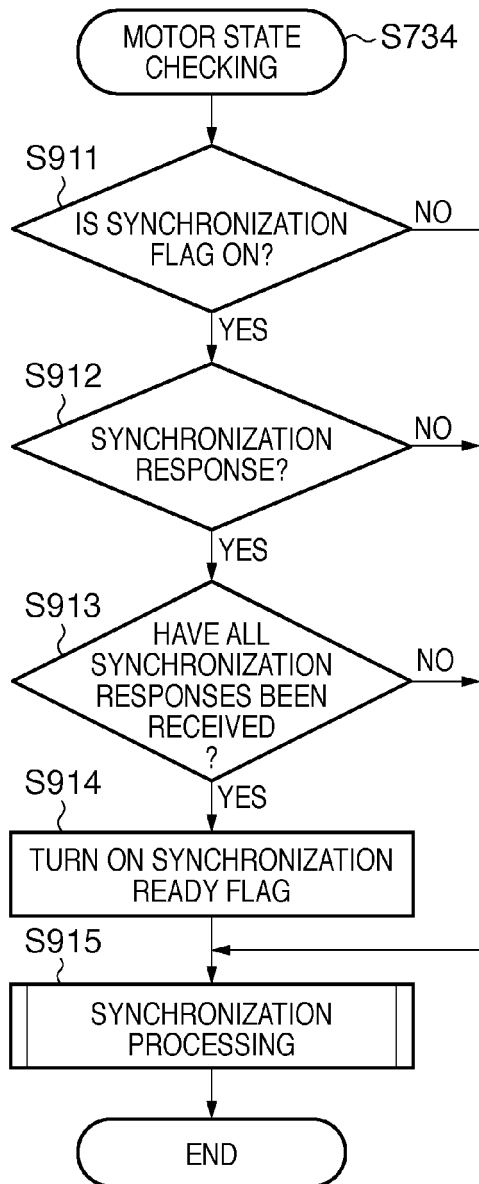 MOTOR STATE
CHECKING
S734
S911
IS SYNCHRONIZATION
FLAG ON?
NO
YES
S912
SYNCHRONIZATION
RESPONSE?
NO
YES
S913
HAVE ALL
SYNCHRONIZATION
RESPONSES BEEN
RECEIVED
?
NO
YES
S914
TURN ON SYNCHRONIZATION
READY FLAG
S915
SYNCHRONIZATION
PROCESSING
END